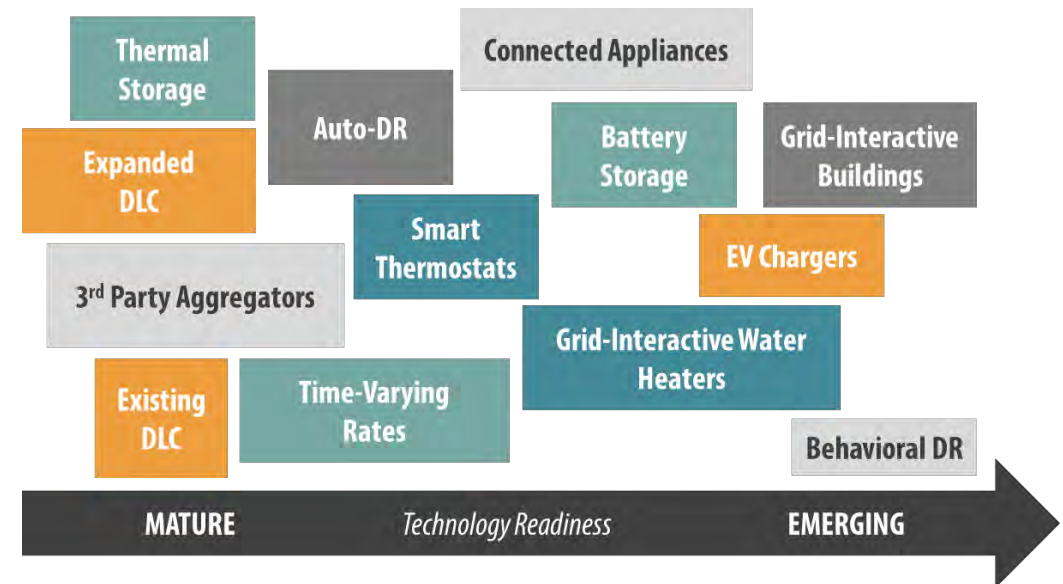 Thermal
Storage
Connected Appliances
Auto-DR
Expanded
DLC
Battery
Storage
Grid-Interactive
Buildings
Smart
Thermostats
EV Chargers
3rd Party Aggregators
Grid-Interactive Water
Heaters
Existing
DLC
Time-Varying
Rates
Behavioral DR
MATURE Technology Readiness EMERGING